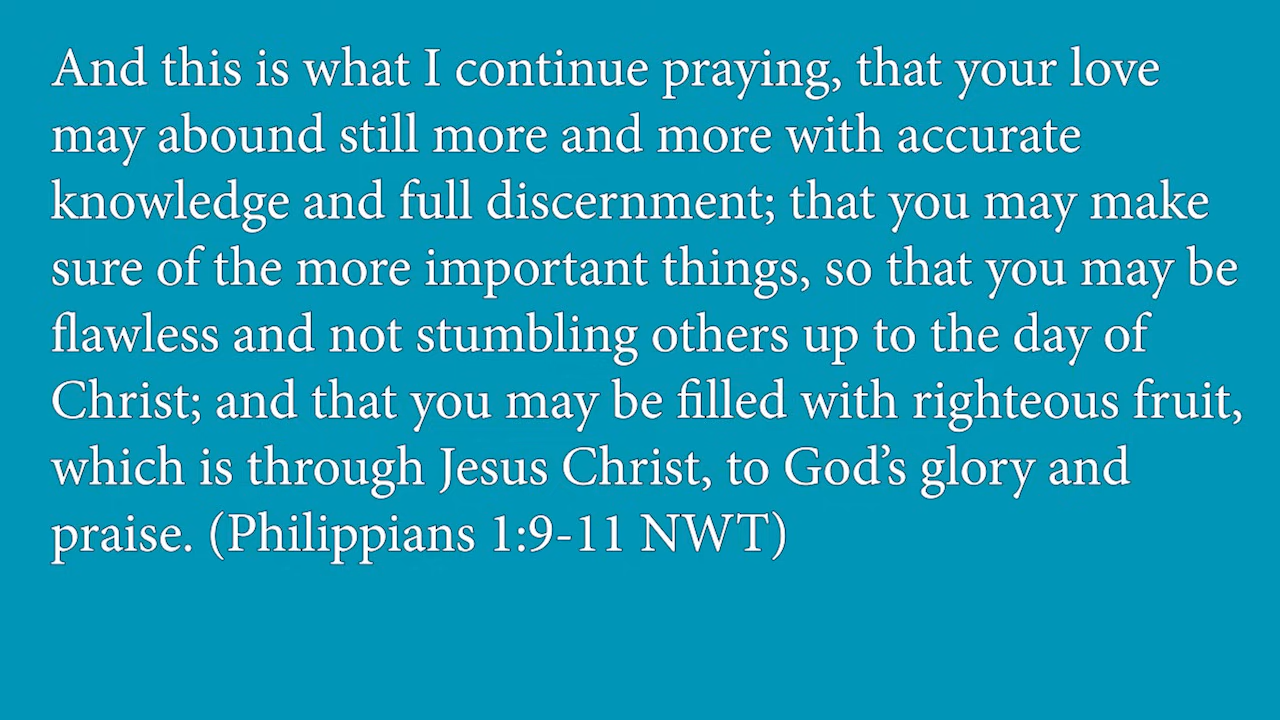 And this is what I continue praying, that your love
may abound still more and more with accurate
knowledge and full discernment; that you may make
sure of the more important things, so that you may be
flawless and not stumbling others up to the day of
Christ; and that you may be filled with righteous fruit,
which is through Jesus Christ, to God’s glory and
praise. (Philippians 1:9-11 NWT)